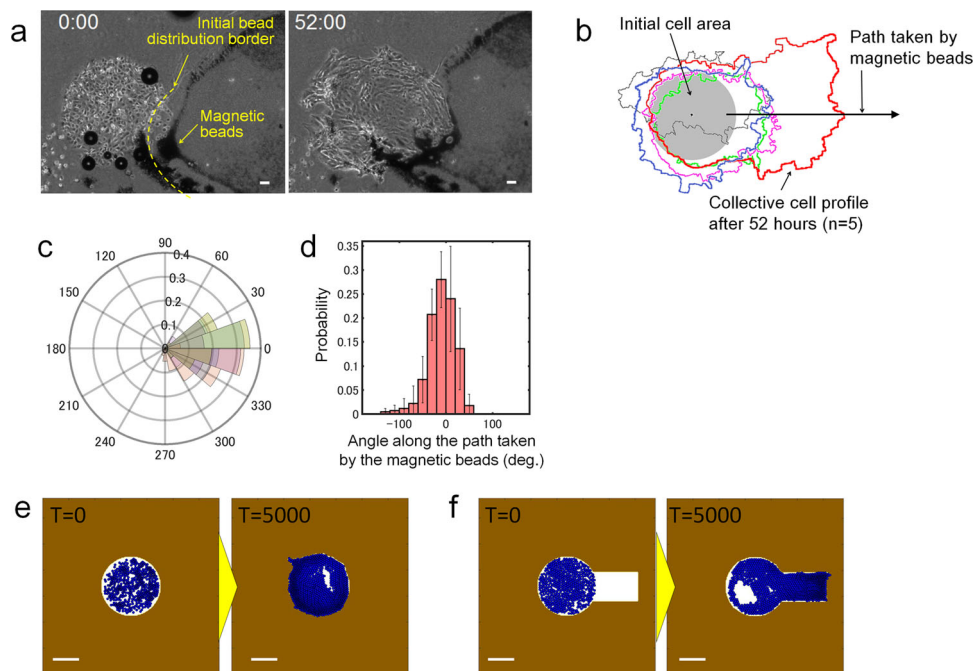 a
0:00
Initial bead
distribution border
Magnetic
beads
52:00
b
Initial cell area
Path taken by
magnetic beads
Collective cell profile
after 52 hours (n=5)
c
90
120
60
150
30
180
0
210
330
240
300
270
0.4
0.3
0.2
0.1
0
d
Probability
0.35
0.3
0.25
0.2
0.15
0.1
0.05
0
−100
0
100
Angle along the path taken
by the magnetic beads (deg.)
e
T=0
T=5000
f
T=0
T=5000